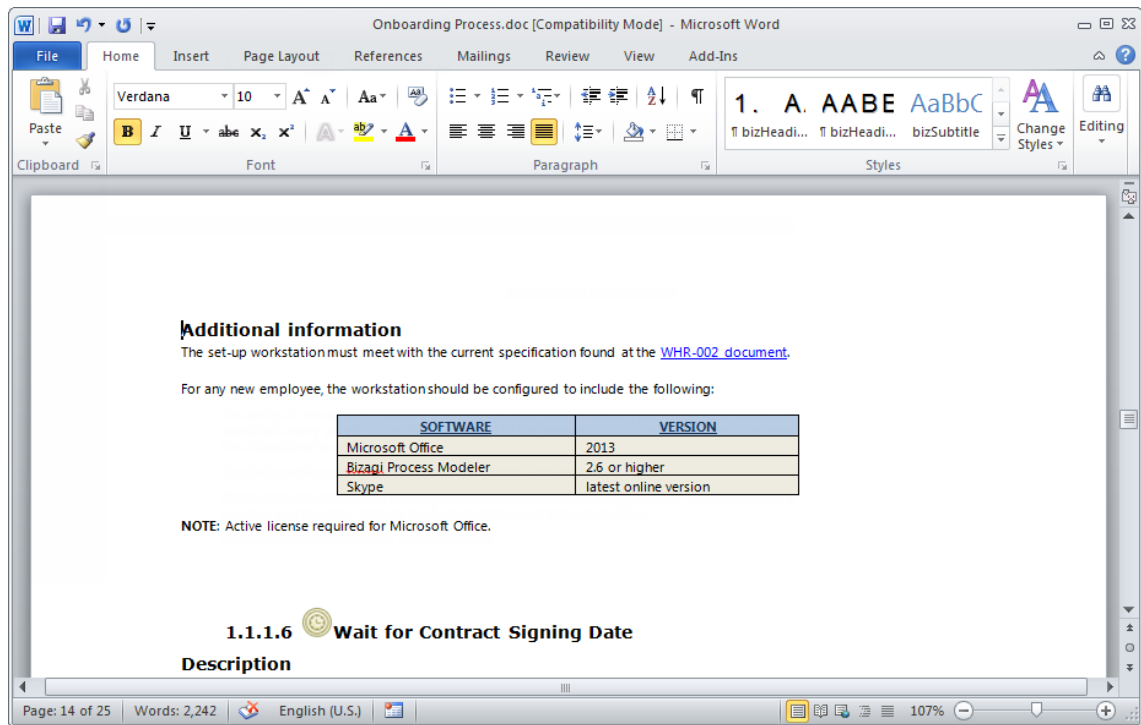 Onboarding Process.doc [Compatibility Mode] - Microsoft Word
File Home Insert Page Layout References Mailings Review View Add-Ins
Verdana 10
Paste
1. A. AABE AaBbC
¶ bizHeadi... ¶ bizHeadi... bizSubtitle
Change Styles
Editing
Clipboard Font Paragraph Styles
Additional information
The set-up workstation must meet with the current specification found at the WHR-002 document.
For any new employee, the workstation should be configured to include the following:
SOFTWARE VERSION
Microsoft Office 2013
Bizagi Process Modeler 2.6 or higher
Skype latest online version
NOTE: Active license required for Microsoft Office.
1.1.1.6 Wait for Contract Signing Date
Description
Page: 14 of 25 Words: 2,242 English (U.S.) 107%